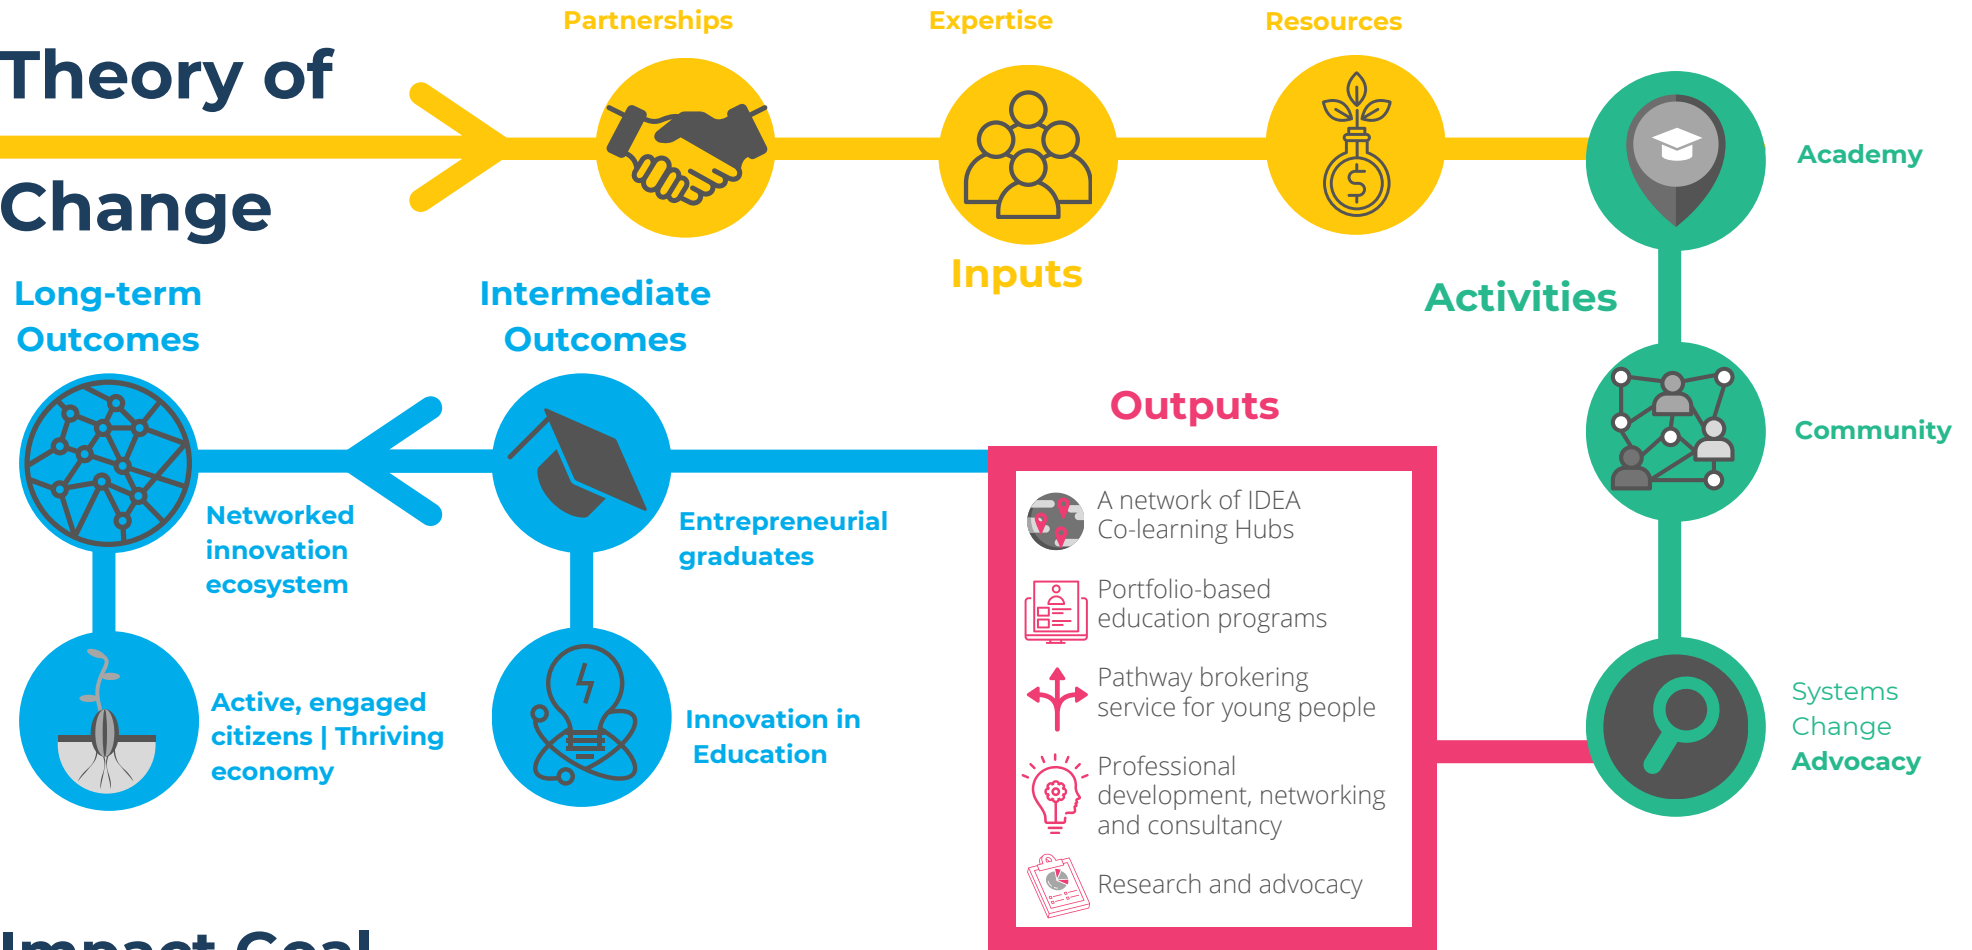 Theory of
Change
Partnerships
Expertise
Resources
Inputs
Academy
Activities
Community
Systems
Change
Advocacy
Outputs
A network of IDEA
Co-learning Hubs
Portfolio-based
education programs
Pathway brokering
service for young people
Professional
development, networking
and consultancy
Research and advocacy
Intermediate
Outcomes
Entrepreneurial
graduates
Innovation in
Education
Long-term
Outcomes
Networked
innovation
ecosystem
Active, engaged
citizens | Thriving
economy
Impact Goal